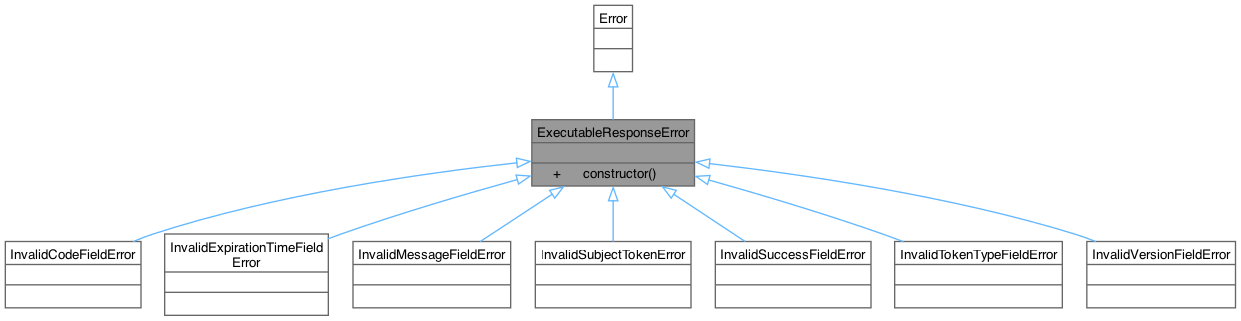 Error
ExecutableResponseError
+ constructor()
InvalidCodeFieldError
InvalidExpirationTimeField
Error
InvalidMessageFieldError
InvalidSubjectTokenError
InvalidSuccessFieldError
InvalidTokenTypeFieldError
InvalidVersionFieldError